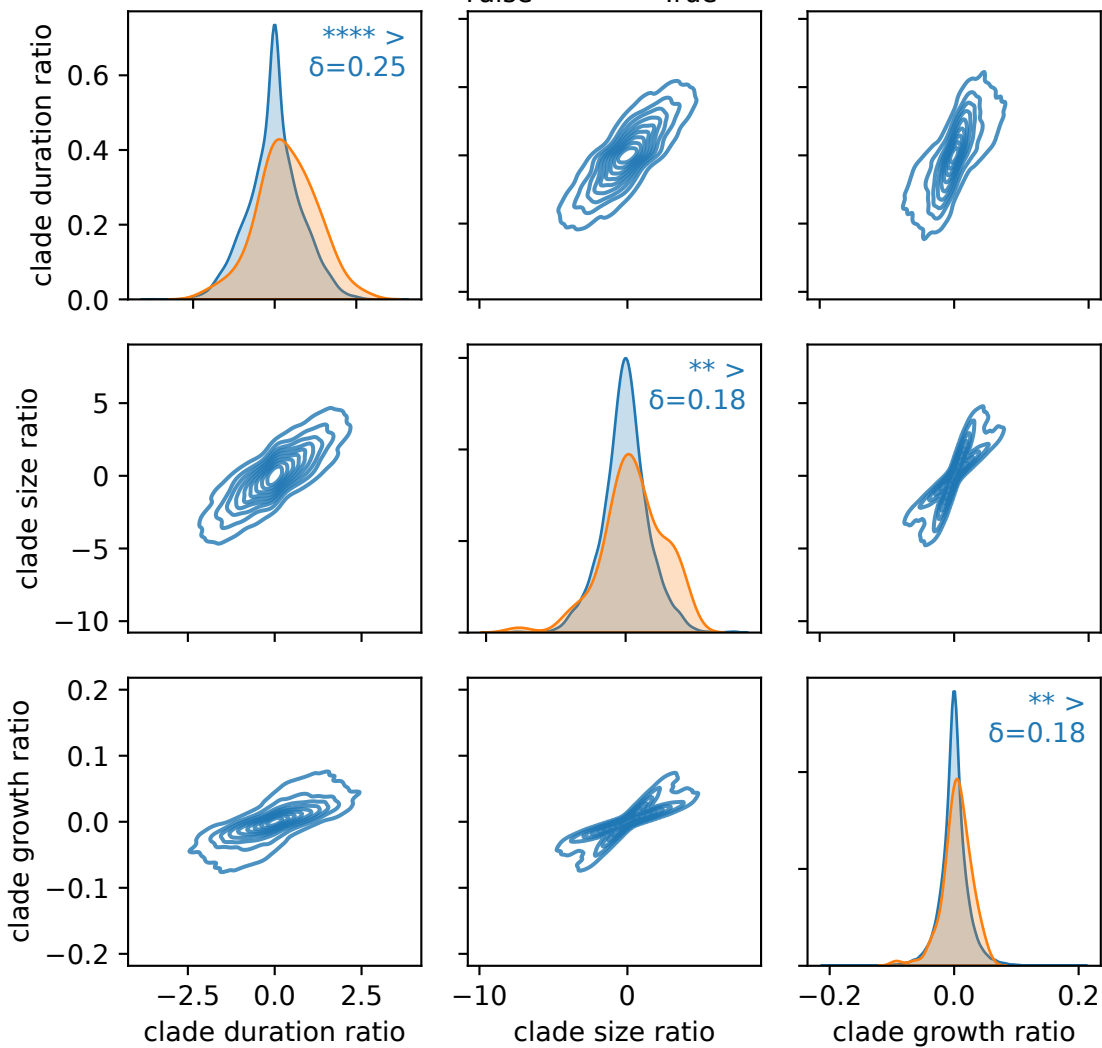 clade duration ratio
0.6
0.4
0.2
0.0
**** >
δ=0.25
clade size ratio
5
0
−5
−10
** >
δ=0.18
clade growth ratio
0.2
0.1
0.0
−0.1
−0.2
** >
δ=0.18
−2.5
0.0
2.5
−10
0
−0.2
0.0
0.2
clade duration ratio
clade size ratio
clade growth ratio